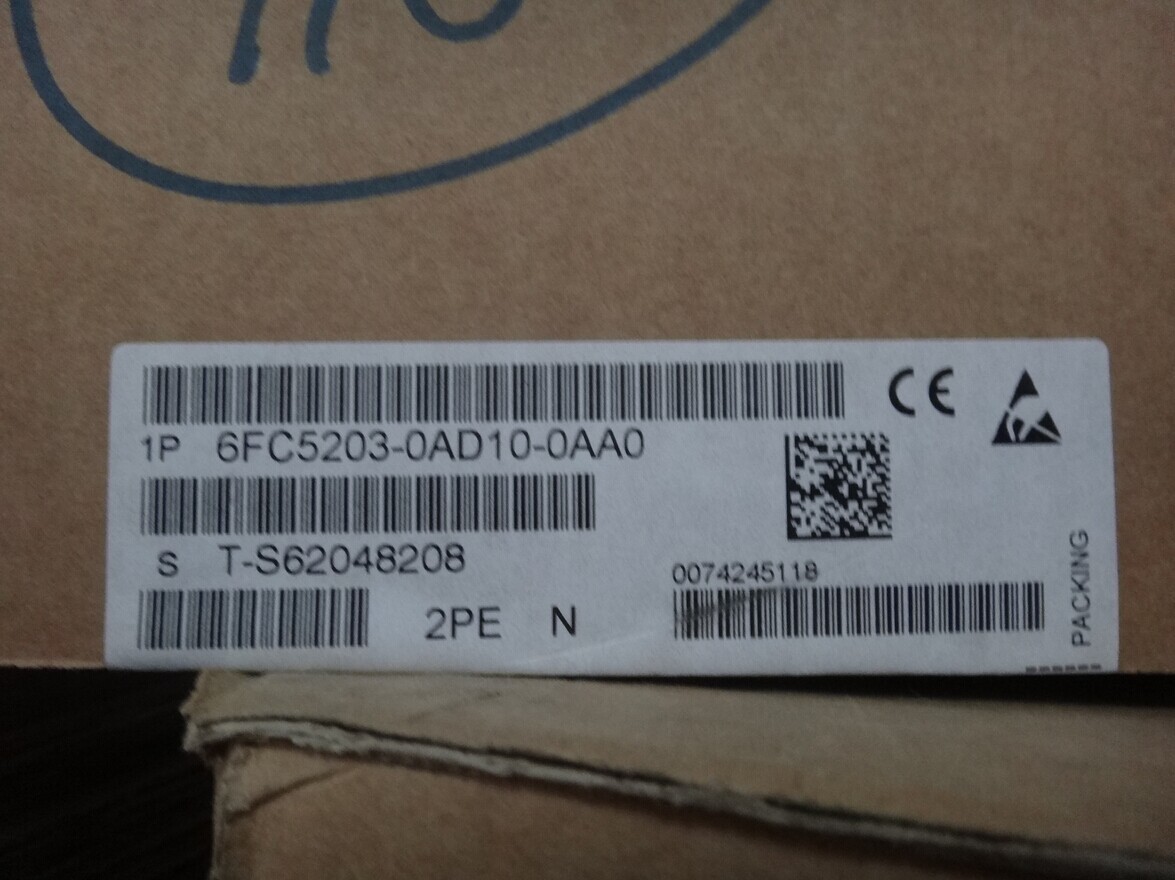 1P 6FC5203-0AD10-0AA0
S T-S62048208
0074245118
2PE N
CE
PACKING